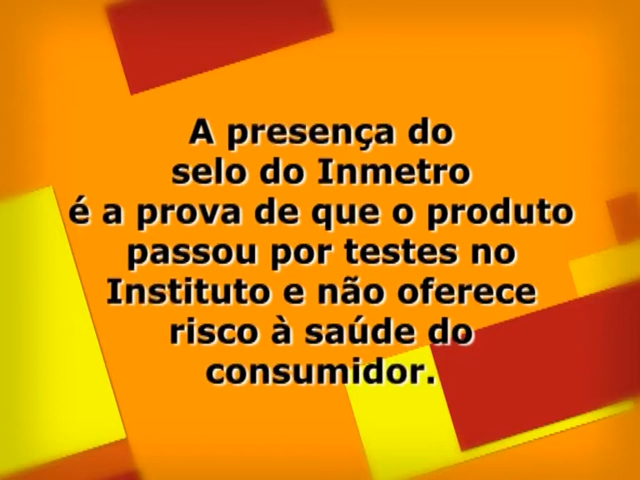 A presença do
selo do Inmetro
é a prova de que o produto
passou por testes no
Instituto e não oferece
risco à saúde do
consumidor.